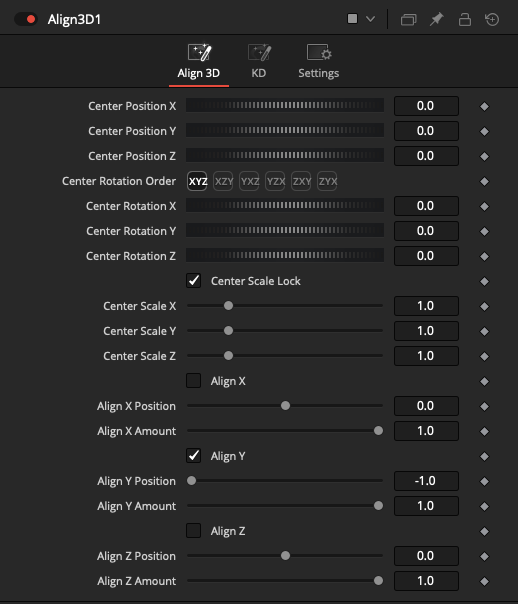 Align3D1
Align 3D KD Settings
Center Position X 0.0
Center Position Y 0.0
Center Position Z 0.0
Center Rotation Order XYZ XZY YXZ YZX ZXY ZYX
Center Rotation X 0.0
Center Rotation Y 0.0
Center Rotation Z 0.0
Center Scale Lock
Center Scale X 1.0
Center Scale Y 1.0
Center Scale Z 1.0
Align X
Align X Position 0.0
Align X Amount 1.0
Align Y
Align Y Position -1.0
Align Y Amount 1.0
Align Z
Align Z Position 0.0
Align Z Amount 1.0